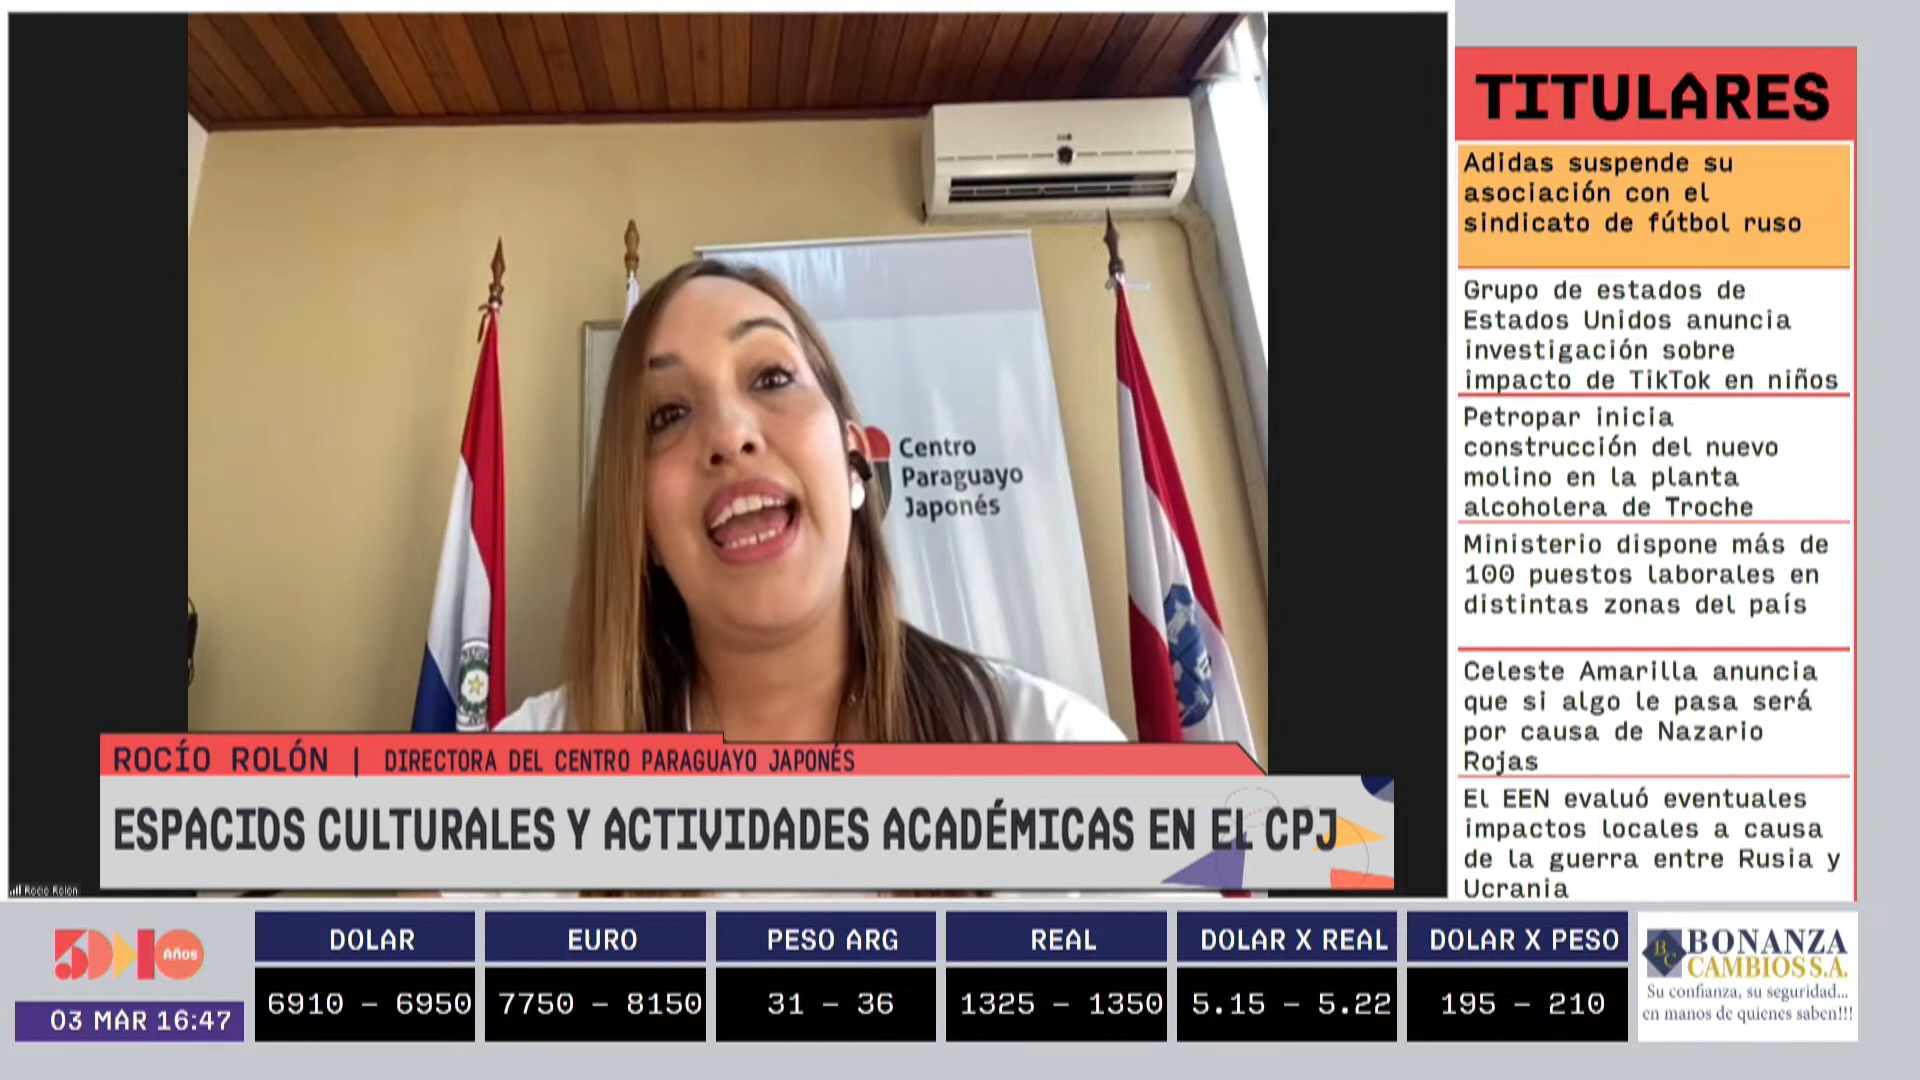 Centro
Paraguayo
Japonés
ROCÍO ROLÓN | DIRECTORA DEL CENTRO PARAGUAYO JAPONÉS
ESPACIOS CULTURALES Y ACTIVIDADES ACADÉMICAS EN EL CPJ
Rocio Rolón
TITULARES
Adidas suspende su
asociación con el
sindicato de fútbol ruso
Grupo de estados de
Estados Unidos anuncia
investigación sobre
impacto de TikTok en niños
Petropar inicia
construcción del nuevo
molino en la planta
alcoholera de Troche
Ministerio dispone más de
100 puestos laborales en
distintas zonas del país
Celeste Amarilla anuncia
que si algo le pasa será
por causa de Nazario
Rojas
El EEN evaluó eventuales
impactos locales a causa
de la guerra entre Rusia y
Ucrania
5DÍ10 Años
03 MAR 16:47
DOLAR
6910 - 6950
EURO
7750 - 8150
PESO ARG
31 - 36
REAL
1325 - 1350
DOLAR X REAL
5.15 - 5.22
DOLAR X PESO
195 - 210
BC BONANZA
CAMBIOS S.A.
Su confianza, su seguridad...
en manos de quienes saben!!!